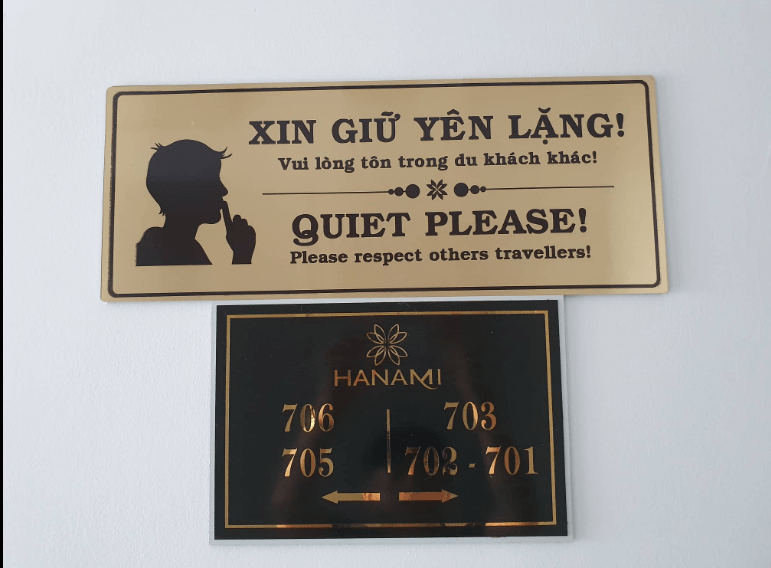 XIN GIỮ YÊN LẶNG!
Vui lòng tôn trong du khách khác!
QUIET PLEASE!
Please respect others travellers!
HANAMI
706 703
705 702 - 701